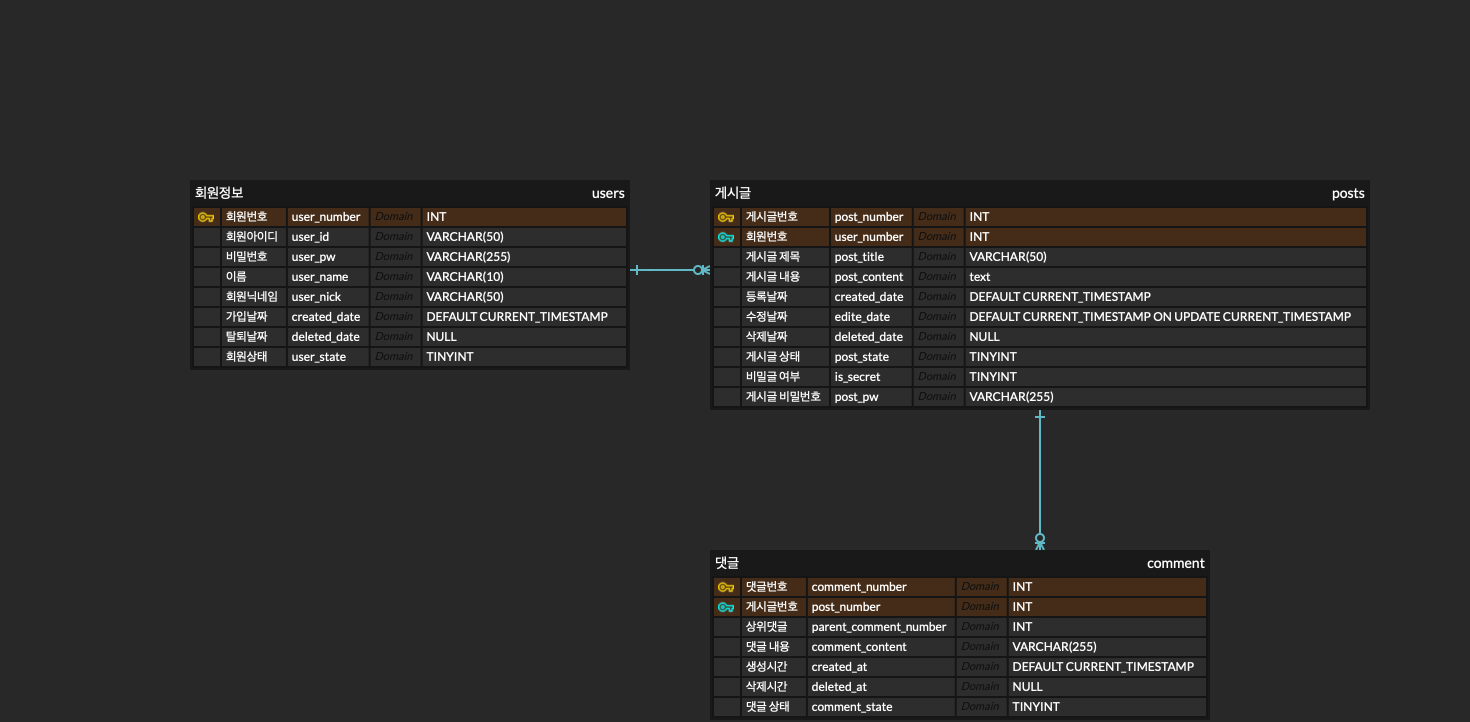 회원정보 users
회원번호 user_number Domain INT
회원아이디 user_id Domain VARCHAR(50)
비밀번호 user_pw Domain VARCHAR(255)
이름 user_name Domain VARCHAR(10)
회원닉네임 user_nick Domain VARCHAR(50)
가입날짜 created_date Domain DEFAULT CURRENT_TIMESTAMP
탈퇴날짜 deleted_date Domain NULL
회원상태 user_state Domain TINYINT
게시글 posts
게시글번호 post_number Domain INT
회원번호 user_number Domain INT
게시글 제목 post_title Domain VARCHAR(50)
게시글 내용 post_content Domain text
등록날짜 created_date Domain DEFAULT CURRENT_TIMESTAMP
수정날짜 edite_date Domain DEFAULT CURRENT_TIMESTAMP ON UPDATE CURRENT_TIMESTAMP
삭제날짜 deleted_date Domain NULL
게시글 상태 post_state Domain TINYINT
비밀글 여부 is_secret Domain TINYINT
게시글 비밀번호 post_pw Domain VARCHAR(255)
댓글 comment
댓글번호 comment_number Domain INT
게시글번호 post_number Domain INT
상위댓글 parent_comment_number Domain INT
댓글 내용 comment_content Domain VARCHAR(255)
생성시간 created_at Domain DEFAULT CURRENT_TIMESTAMP
삭제시간 deleted_at Domain NULL
댓글 상태 comment_state Domain TINYINT